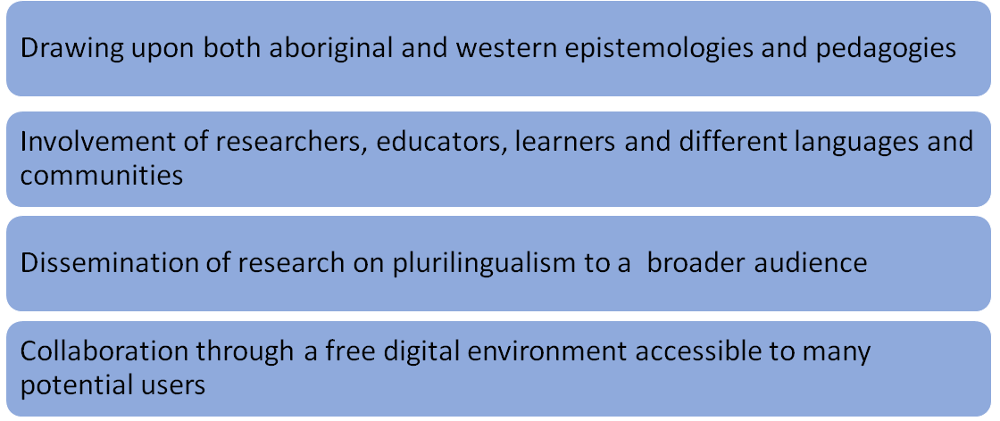 Drawing upon both aboriginal and western epistemologies and pedagogies
Involvement of researchers, educators, learners and different languages and
communities
Dissemination of research on plurilingualism to a  broader audience
Collaboration through a free digital environment accessible to many
potential users